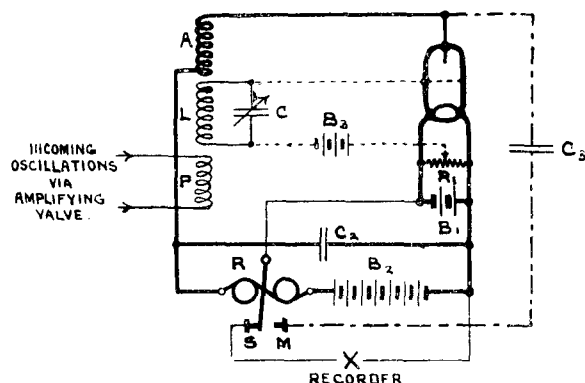 A
L
C
B3
INCOMING
OSCILLATIONS
VIA
AMPLIFYING
VALVE.
P
R1
B1
C3
C2
R
B2
S
M
X
RECORDER